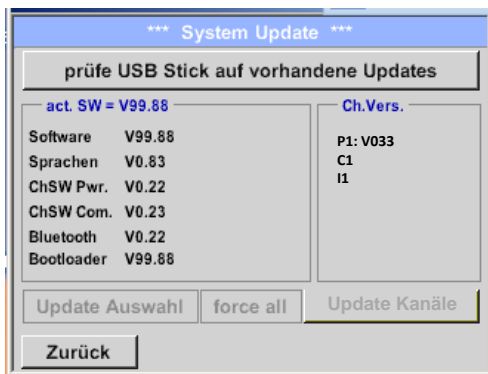 *** System Update ***
prüfe USB Stick auf vorhandene Updates
act. SW = V99.88
Software V99.88
Sprachen V0.83
ChSW Pwr. V0.22
ChSW Com. V0.23
Bluetooth V0.22
Bootloader V99.88
Ch.Vers.
P1: V033
C1
I1
Update Auswahl
force all
Update Kanäle
Zurück